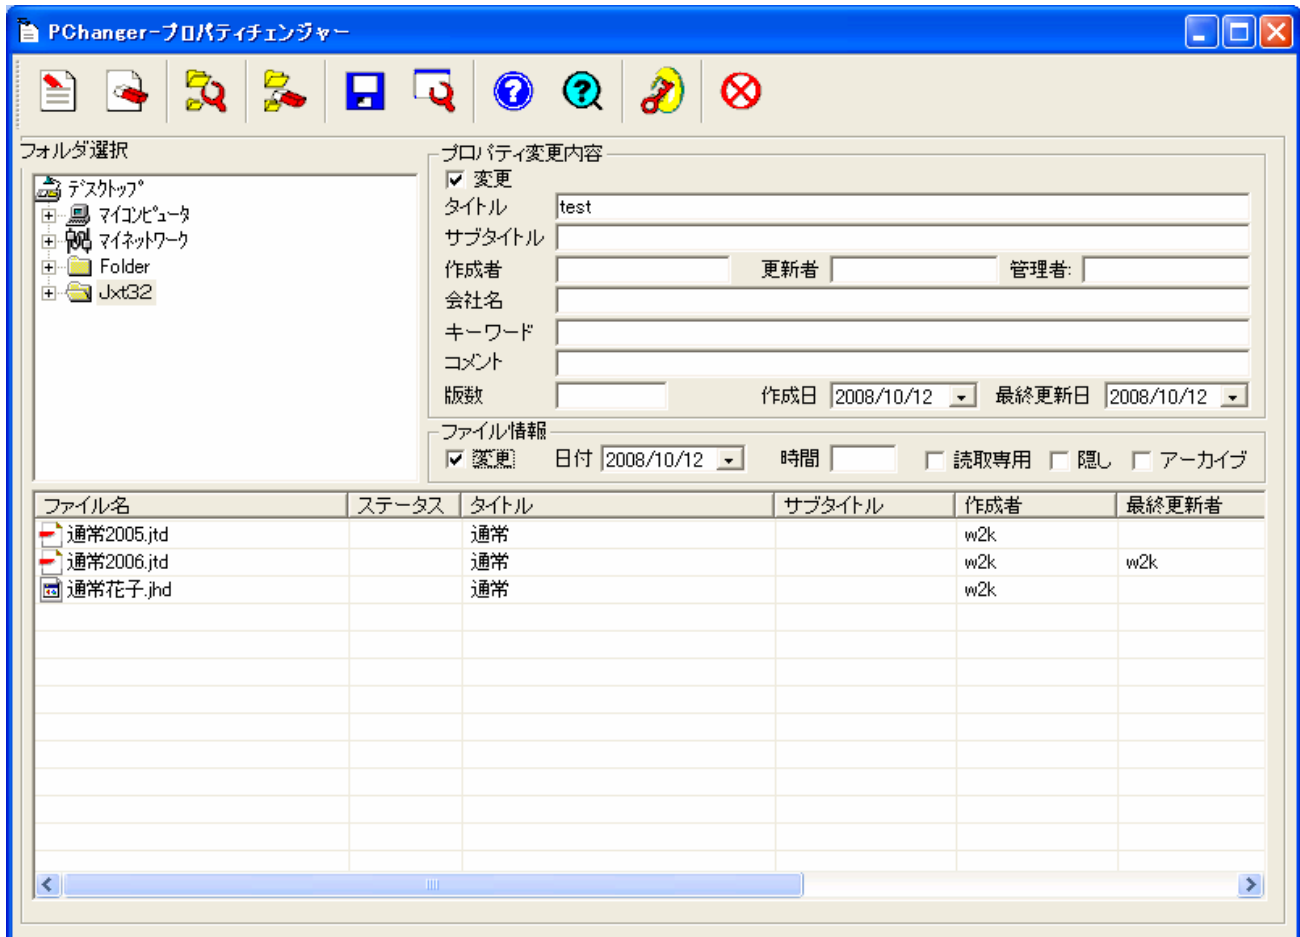 PChanger-プロパティチェンジャー
フォルダ選択
デスクトップ
マイコンピュータ
マイネットワーク
Folder
Jxt32
プロパティ変更内容
変更
タイトル test
サブタイトル
作成者 更新者 管理者:
会社名
キーワード
コメント
版数 作成日 2008/10/12 最終更新日 2008/10/12
ファイル情報
変更 日付 2008/10/12 時間 読取専用 隠し アーカイブ
ファイル名 ステータス タイトル サブタイトル 作成者 最終更新者
通常2005.jtd 通常 w2k
通常2006.jtd 通常 w2k w2k
通常花子.jhd 通常 w2k